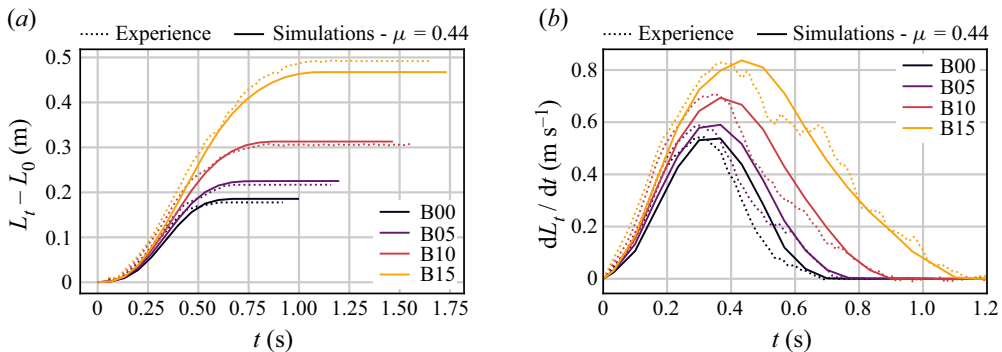 (a)
Experience Simulations - μ = 0.44
0.5
0.4
0.3
0.2
0.1
0
L_t − L_0 (m)
B00
B05
B10
B15
0 0.25 0.50 0.75 1.00 1.25 1.50 1.75
t (s)
(b)
Experience Simulations - μ = 0.44
0.8
0.6
0.4
0.2
0
dL_t / dt (m s⁻¹)
B00
B05
B10
B15
0 0.2 0.4 0.6 0.8 1.0 1.2
t (s)